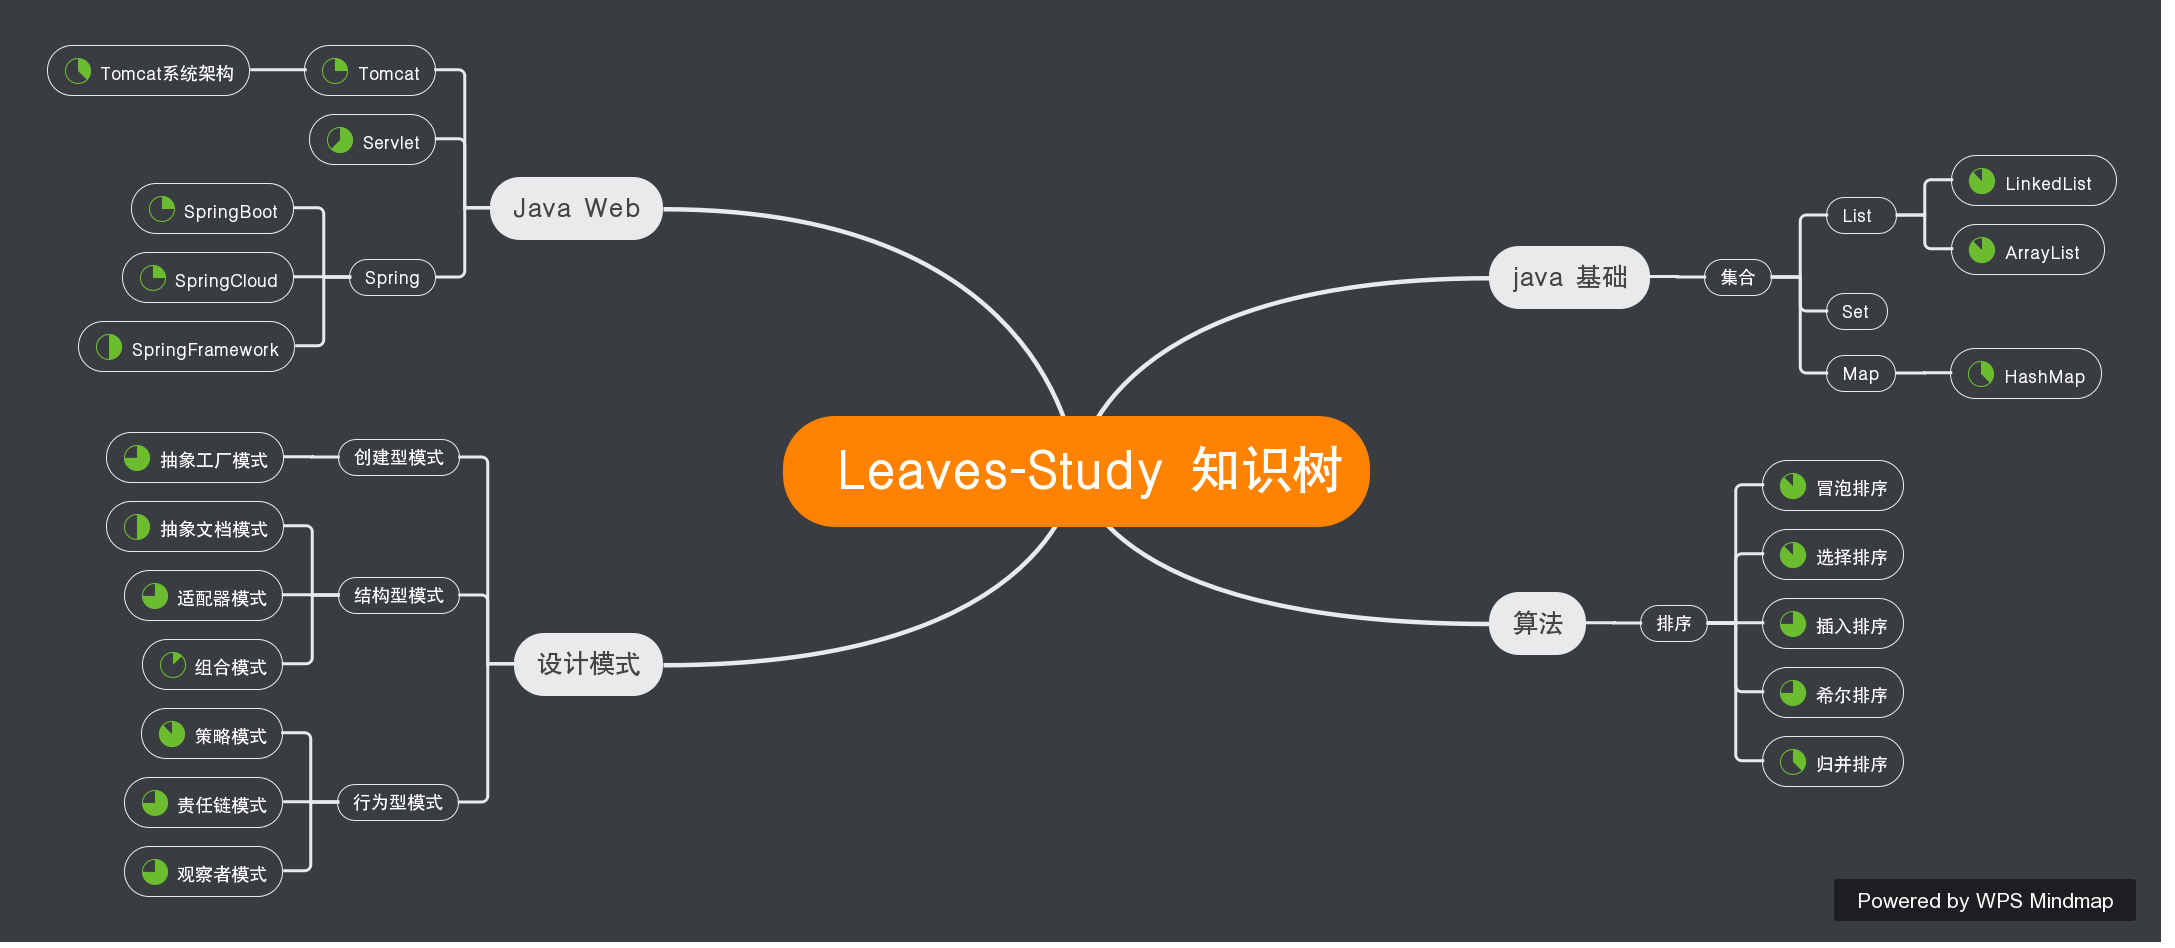 Leaves-Study 知识树
Java Web
Tomcat
Tomcat系统架构
Servlet
Spring
SpringBoot
SpringCloud
SpringFramework
设计模式
创建型模式
抽象工厂模式
结构型模式
抽象文档模式
适配器模式
组合模式
行为型模式
策略模式
责任链模式
观察者模式
java 基础
集合
List
LinkedList
ArrayList
Set
Map
HashMap
算法
排序
冒泡排序
选择排序
插入排序
希尔排序
归并排序
Powered by WPS Mindmap